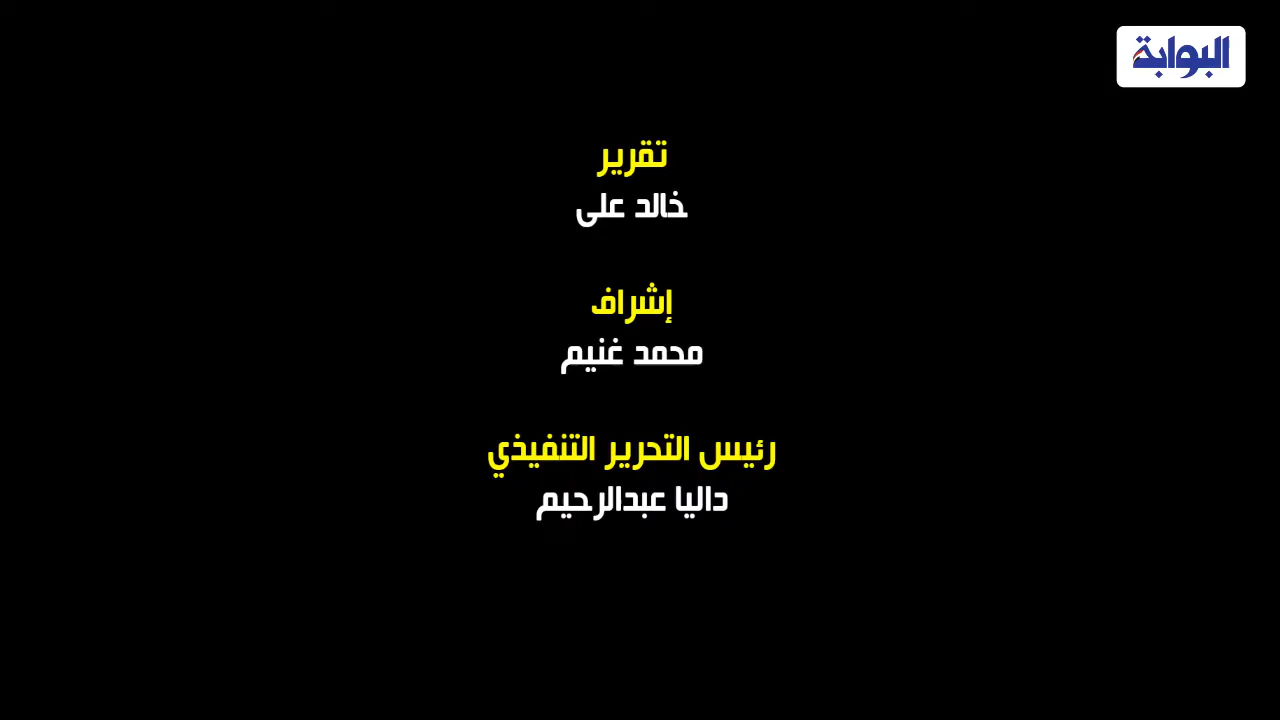 البوابة
تقرير
خالد على
إشراف
محمد غنيم
رئيس التحرير التنفيذي
داليا عبدالرحيم